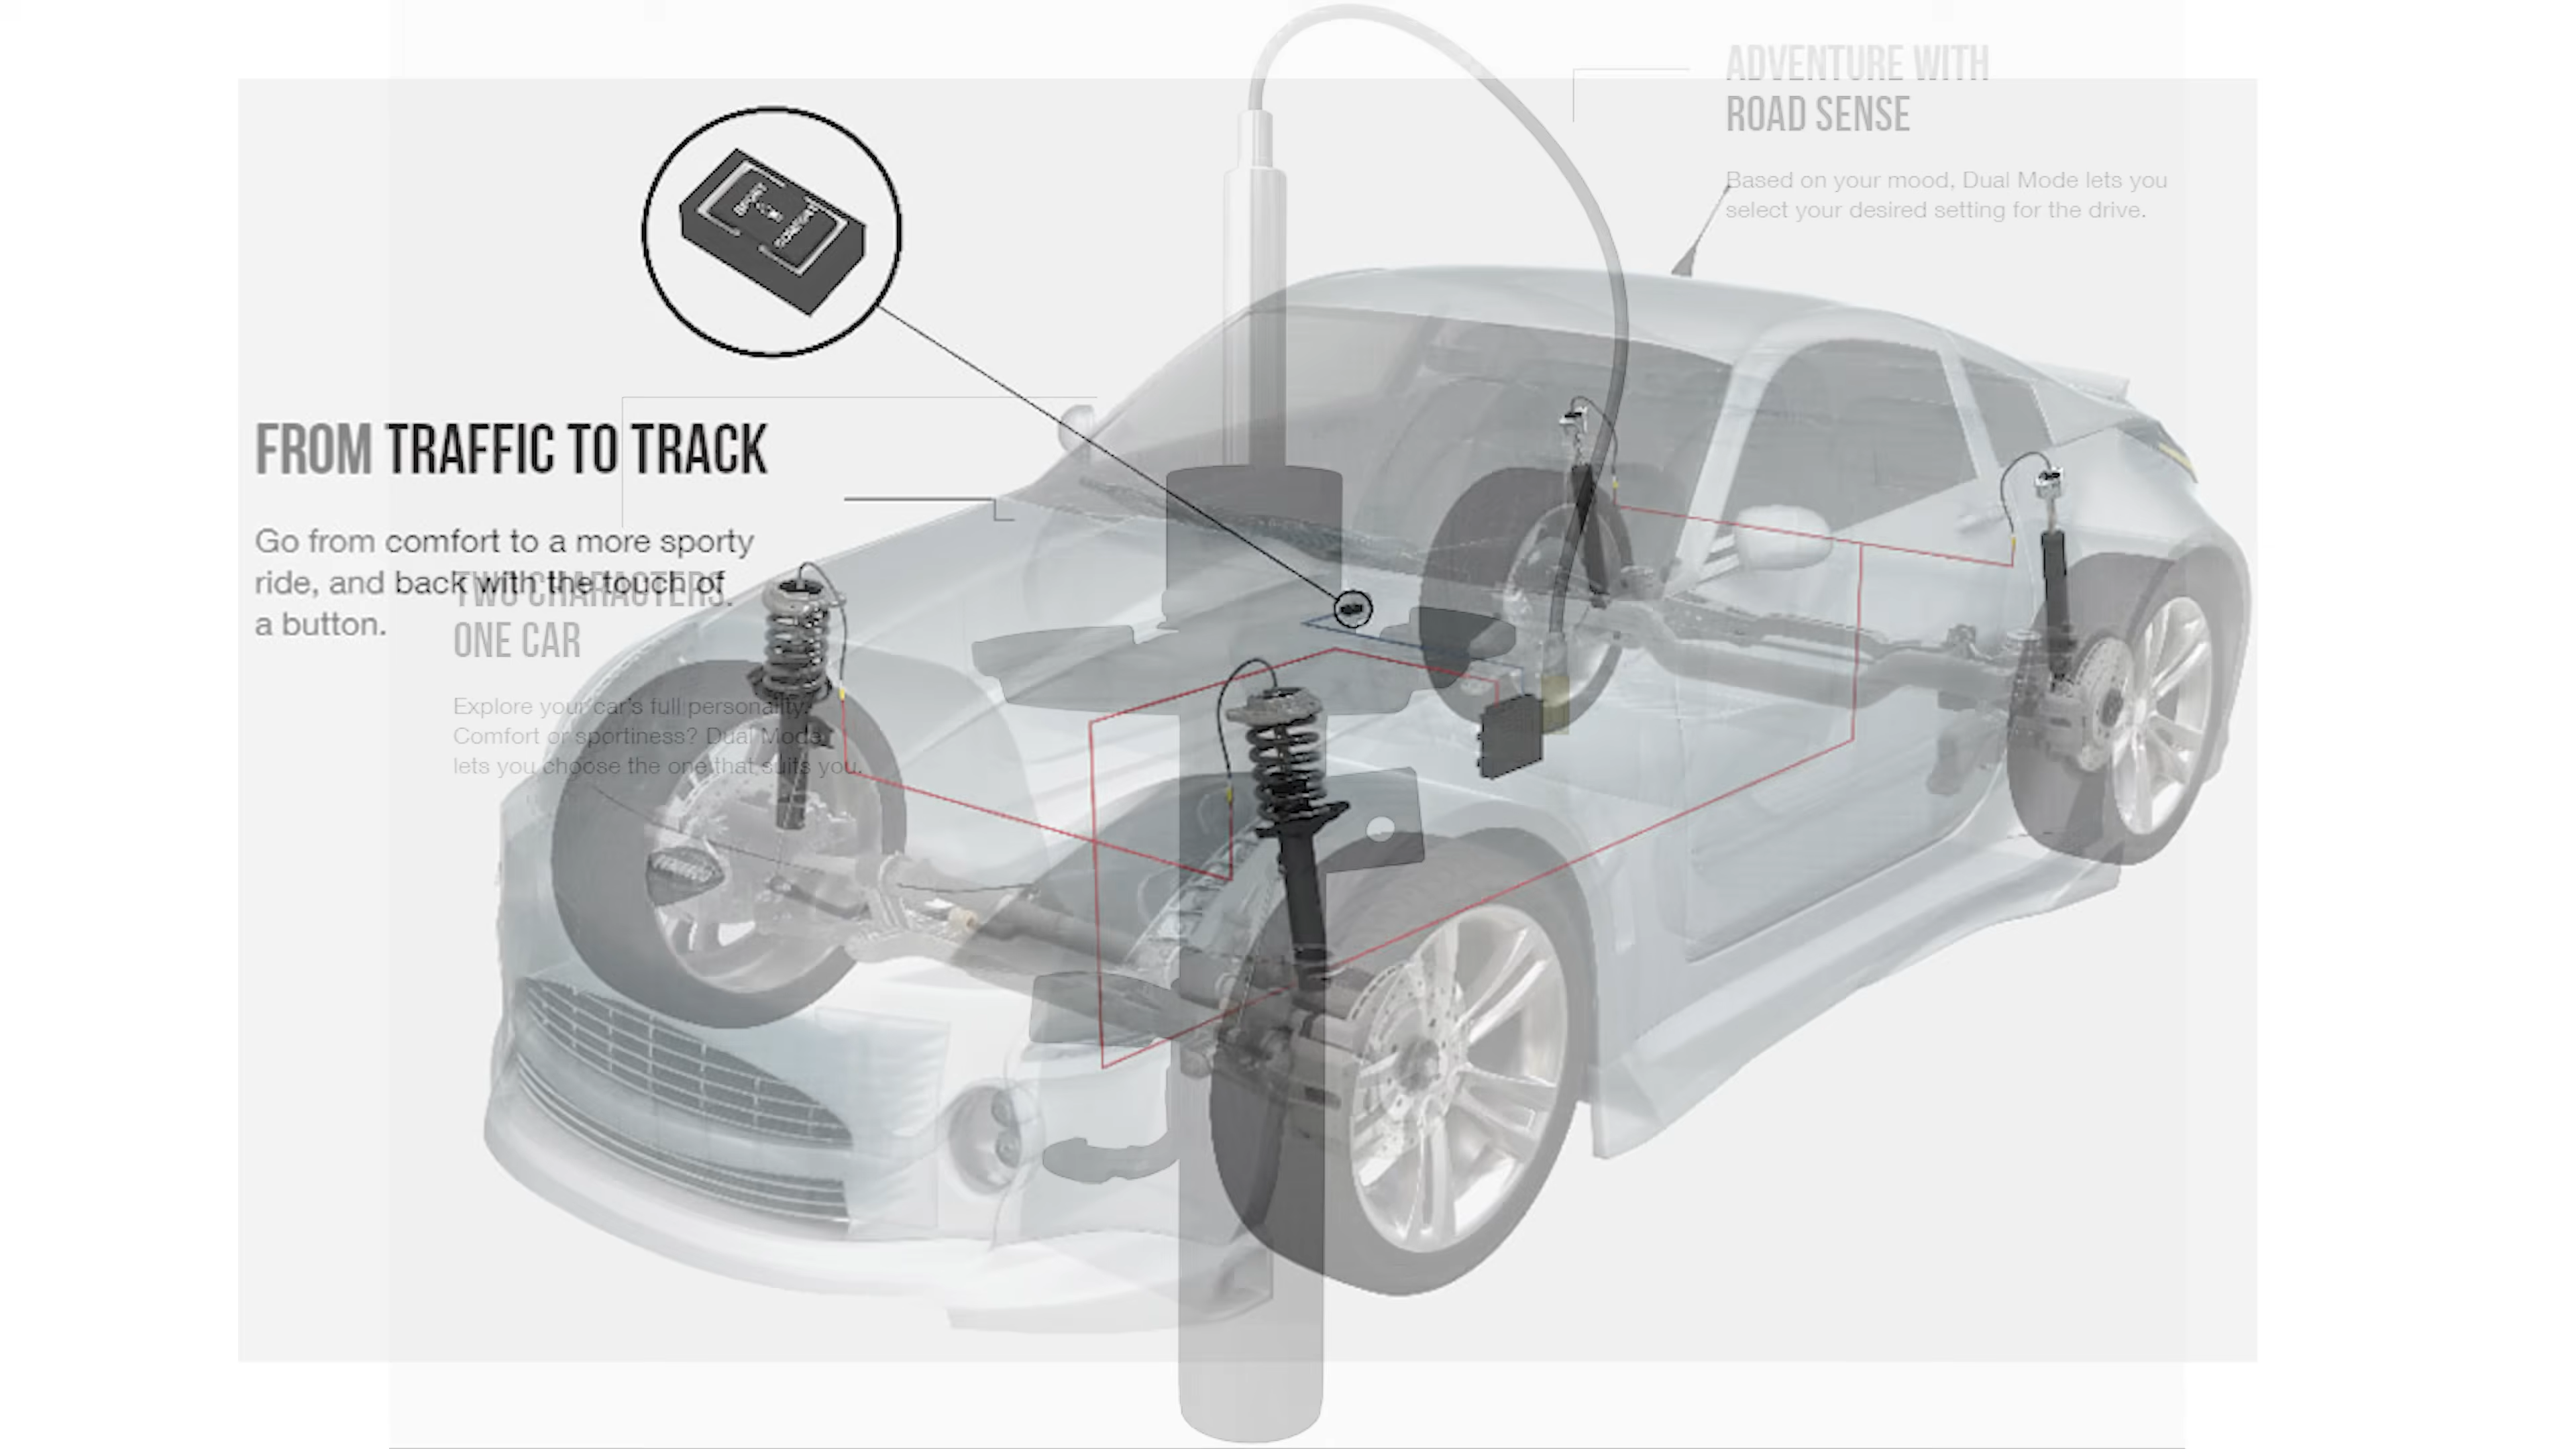 ADVENTURE WITH
ROAD SENSE
Based on your mood, Dual Mode lets you
select your desired setting for the drive.
FROM TRAFFIC TO TRACK
Go from comfort to a more sporty
ride, and back with the touch of
a button.
TWO CHARACTERS.
ONE CAR
Explore your car's full personality.
Comfort or sportiness? Dual Mode
lets you choose the one that suits you.
SPORT
COMFORT